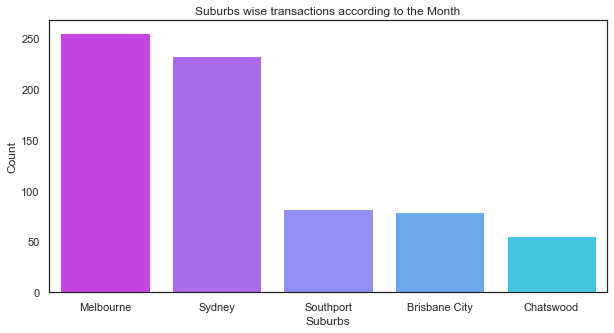 Suburbs wise transactions according to the Month
250
200
150
100
50
0
Count
Melbourne Sydney Southport Brisbane City Chatswood
Suburbs